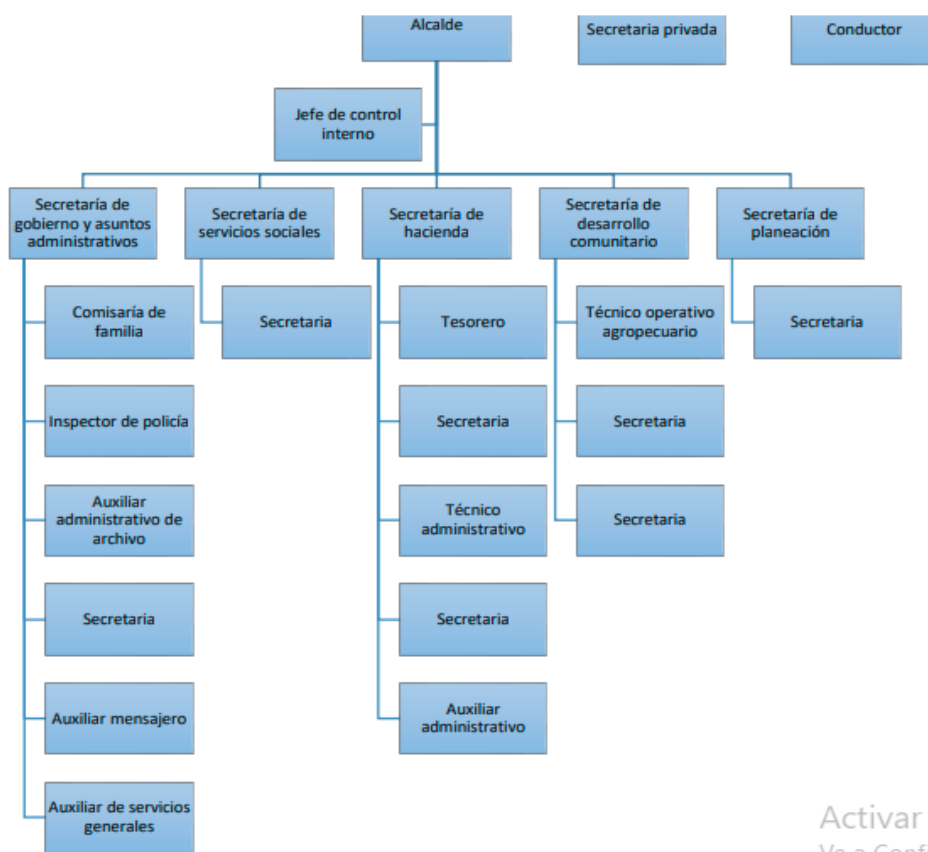 Alcalde
Secretaria privada
Conductor
Jefe de control
interno
Secretaría de
gobierno y asuntos
administrativos
Secretaría de
servicios sociales
Secretaría de
hacienda
Secretaría de
desarrollo
comunitario
Secretaría de
planeación
Comisaría de
familia
Secretaria
Tesorero
Técnico operativo
agropecuario
Secretaria
Inspector de policía
Secretaria
Secretaria
Auxiliar
administrativo de
archivo
Técnico
administrativo
Secretaria
Secretaria
Secretaria
Auxiliar mensajero
Auxiliar
administrativo
Auxiliar de servicios
generales
Activar